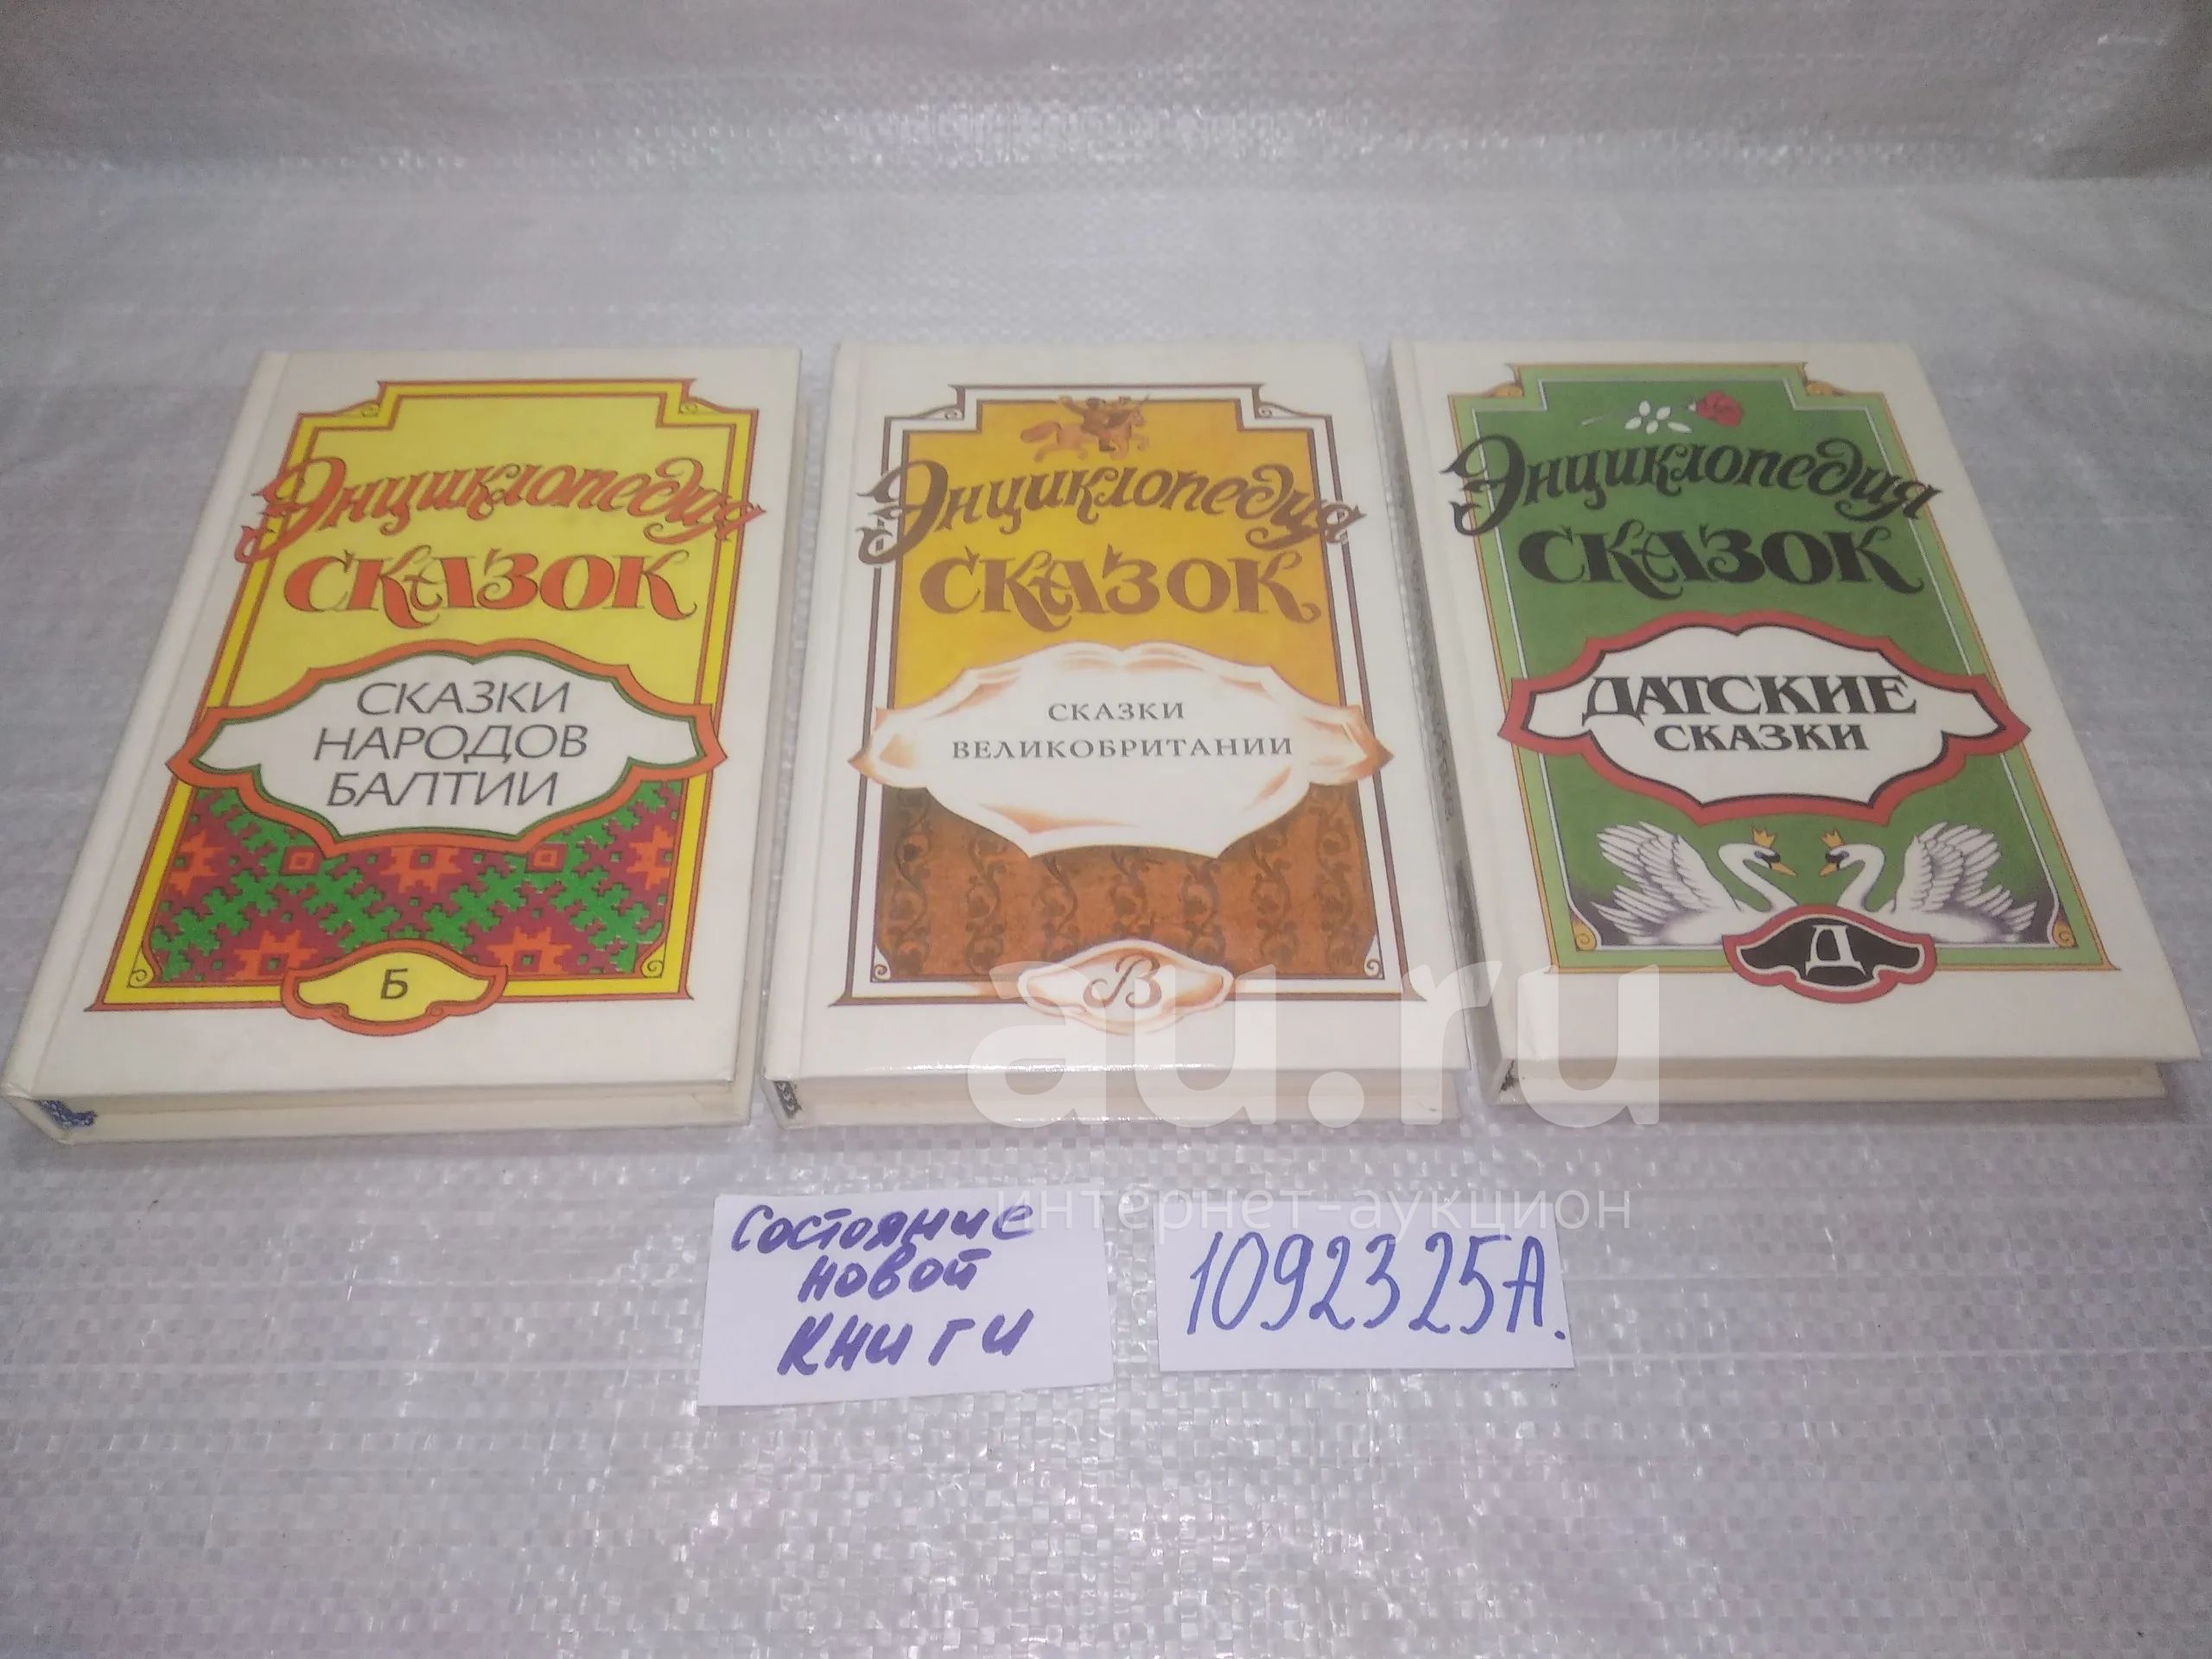 Энциклопедия
СКАЗОК
СКАЗКИ
НАРОДОВ
БАЛТИИ
Б
Энциклопедия
СКАЗОК
СКАЗКИ
ВЕЛИКОБРИТАНИИ
В
Энциклопедия
СКАЗОК
ДАТСКИЕ
СКАЗКИ
Д
au.ru
интернет-аукцион
Состояние
новой
книги
1092325А.